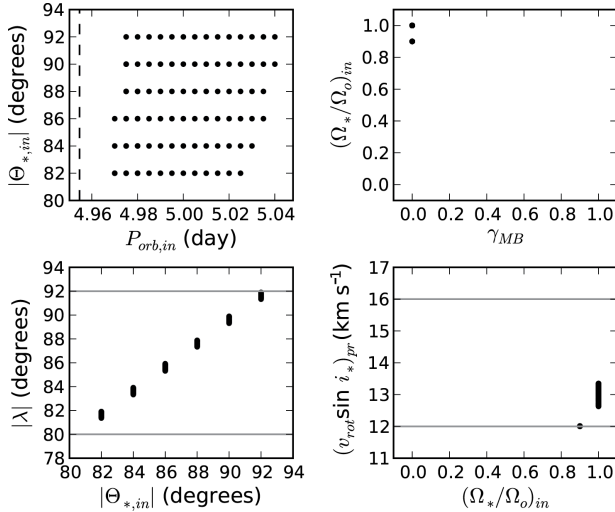 94
92
90
88
86
84
82
80
|Θ*,in| (degrees)
4.96 4.98 5.00 5.02 5.04
P_orb,in (day)
1.0
0.8
0.6
0.4
0.2
0.0
(Ω*/Ωo)in
0.0 0.2 0.4 0.6 0.8 1.0
γMB
94
92
90
88
86
84
82
80
78
|λ| (degrees)
80 82 84 86 88 90 92 94
|Θ*,in| (degrees)
17
16
15
14
13
12
11
(v_rot sin i*)pr (km s⁻¹)
0.0 0.2 0.4 0.6 0.8 1.0
(Ω*/Ωo)in